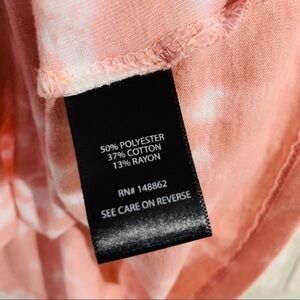 50% POLYESTER
37% COTTON
13% RAYON
RN# 148862
SEE CARE ON REVERSE